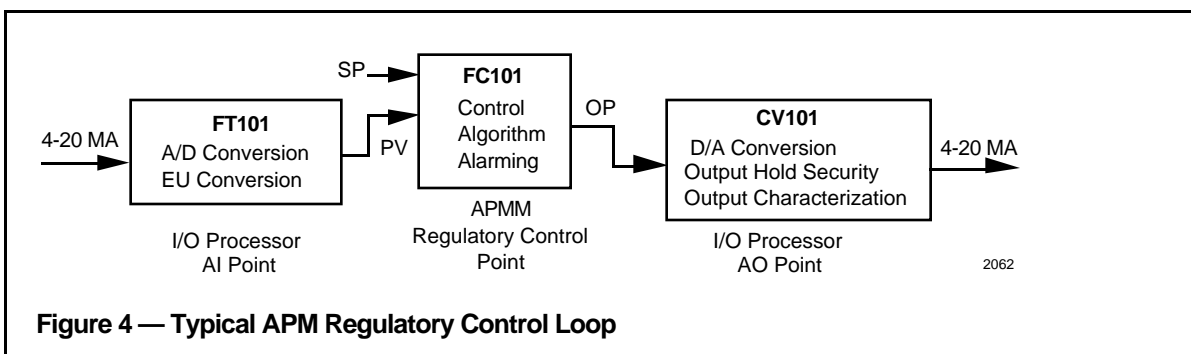 4-20 MA
FT101
A/D Conversion
EU Conversion
I/O Processor
AI Point
SP
PV
FC101
Control
Algorithm
Alarming
APMM
Regulatory Control
Point
OP
CV101
D/A Conversion
Output Hold Security
Output Characterization
I/O Processor
AO Point
4-20 MA
2062
Figure 4 — Typical APM Regulatory Control Loop